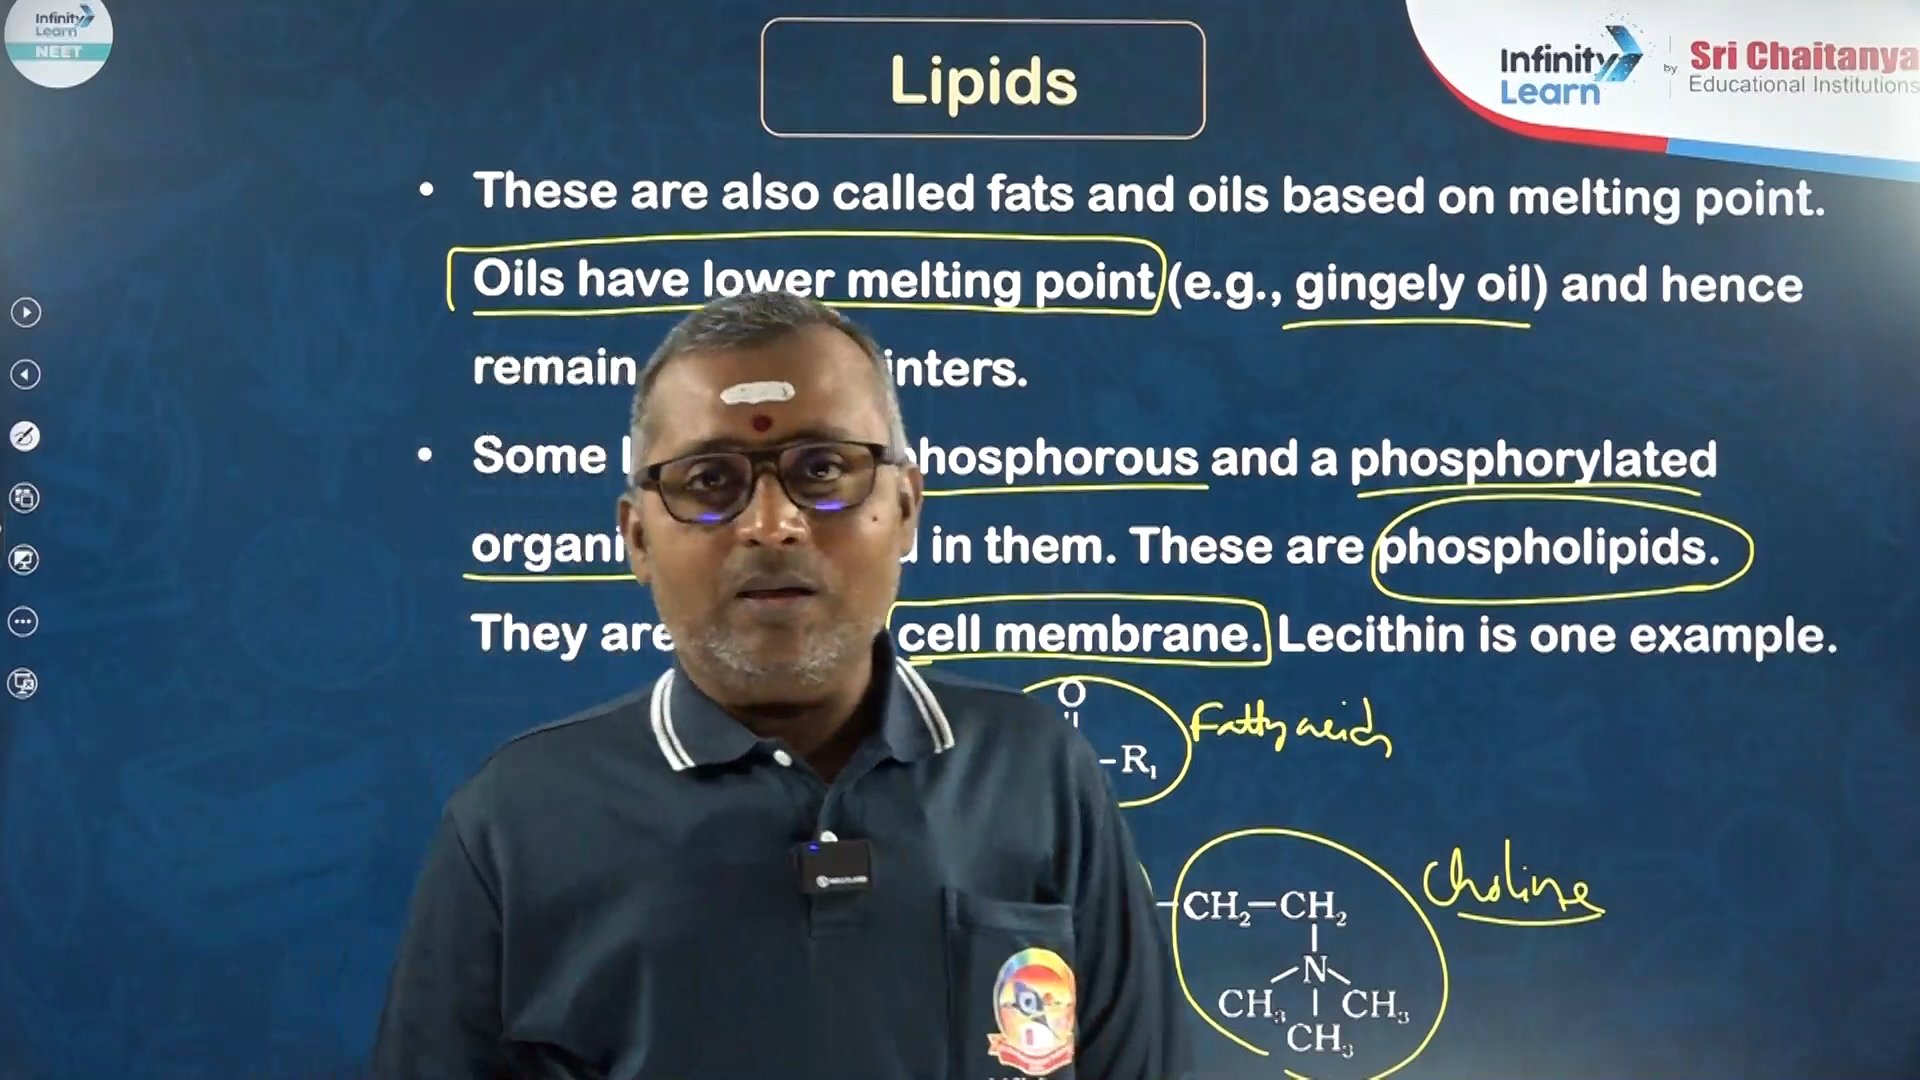 Infinity
Learn
NEET
Lipids
Infinity
Learn
by
Sri Chaitanya
Educational Institutions
• These are also called fats and oils based on melting point.
Oils have lower melting point (e.g., gingely oil) and hence
remain inters.
• Some l hosphorous and a phosphorylated
organi d in them. These are phospholipids.
They are cell membrane. Lecithin is one example.
O
Fatty acids
–R₁
Choline
–CH₂–CH₂
N
CH₃ CH₃
CH₃